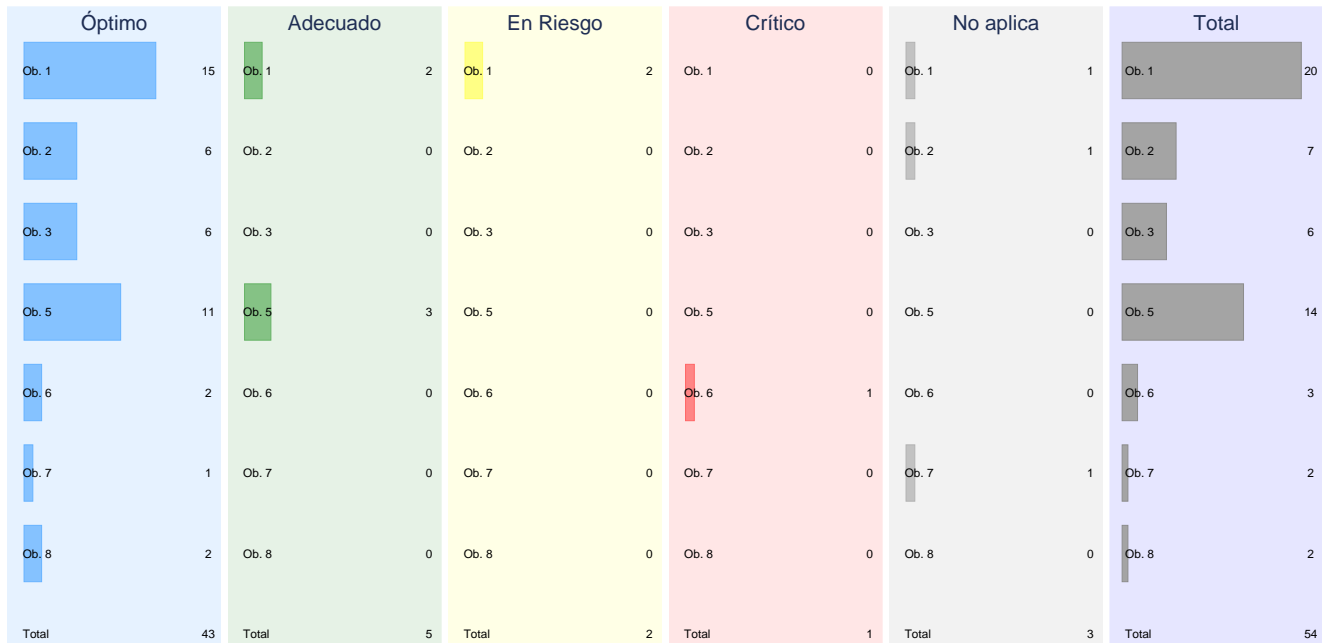 Óptimo Adecuado En Riesgo Crítico No aplica Total
Ob. 1 15 Ob. 1 2 Ob. 1 2 Ob. 1 0 Ob. 1 1 Ob. 1 20
Ob. 2 6 Ob. 2 0 Ob. 2 0 Ob. 2 0 Ob. 2 1 Ob. 2 7
Ob. 3 6 Ob. 3 0 Ob. 3 0 Ob. 3 0 Ob. 3 0 Ob. 3 6
Ob. 5 11 Ob. 5 3 Ob. 5 0 Ob. 5 0 Ob. 5 0 Ob. 5 14
Ob. 6 2 Ob. 6 0 Ob. 6 0 Ob. 6 1 Ob. 6 0 Ob. 6 3
Ob. 7 1 Ob. 7 0 Ob. 7 0 Ob. 7 0 Ob. 7 1 Ob. 7 2
Ob. 8 2 Ob. 8 0 Ob. 8 0 Ob. 8 0 Ob. 8 0 Ob. 8 2
Total 43 Total 5 Total 2 Total 1 Total 3 Total 54